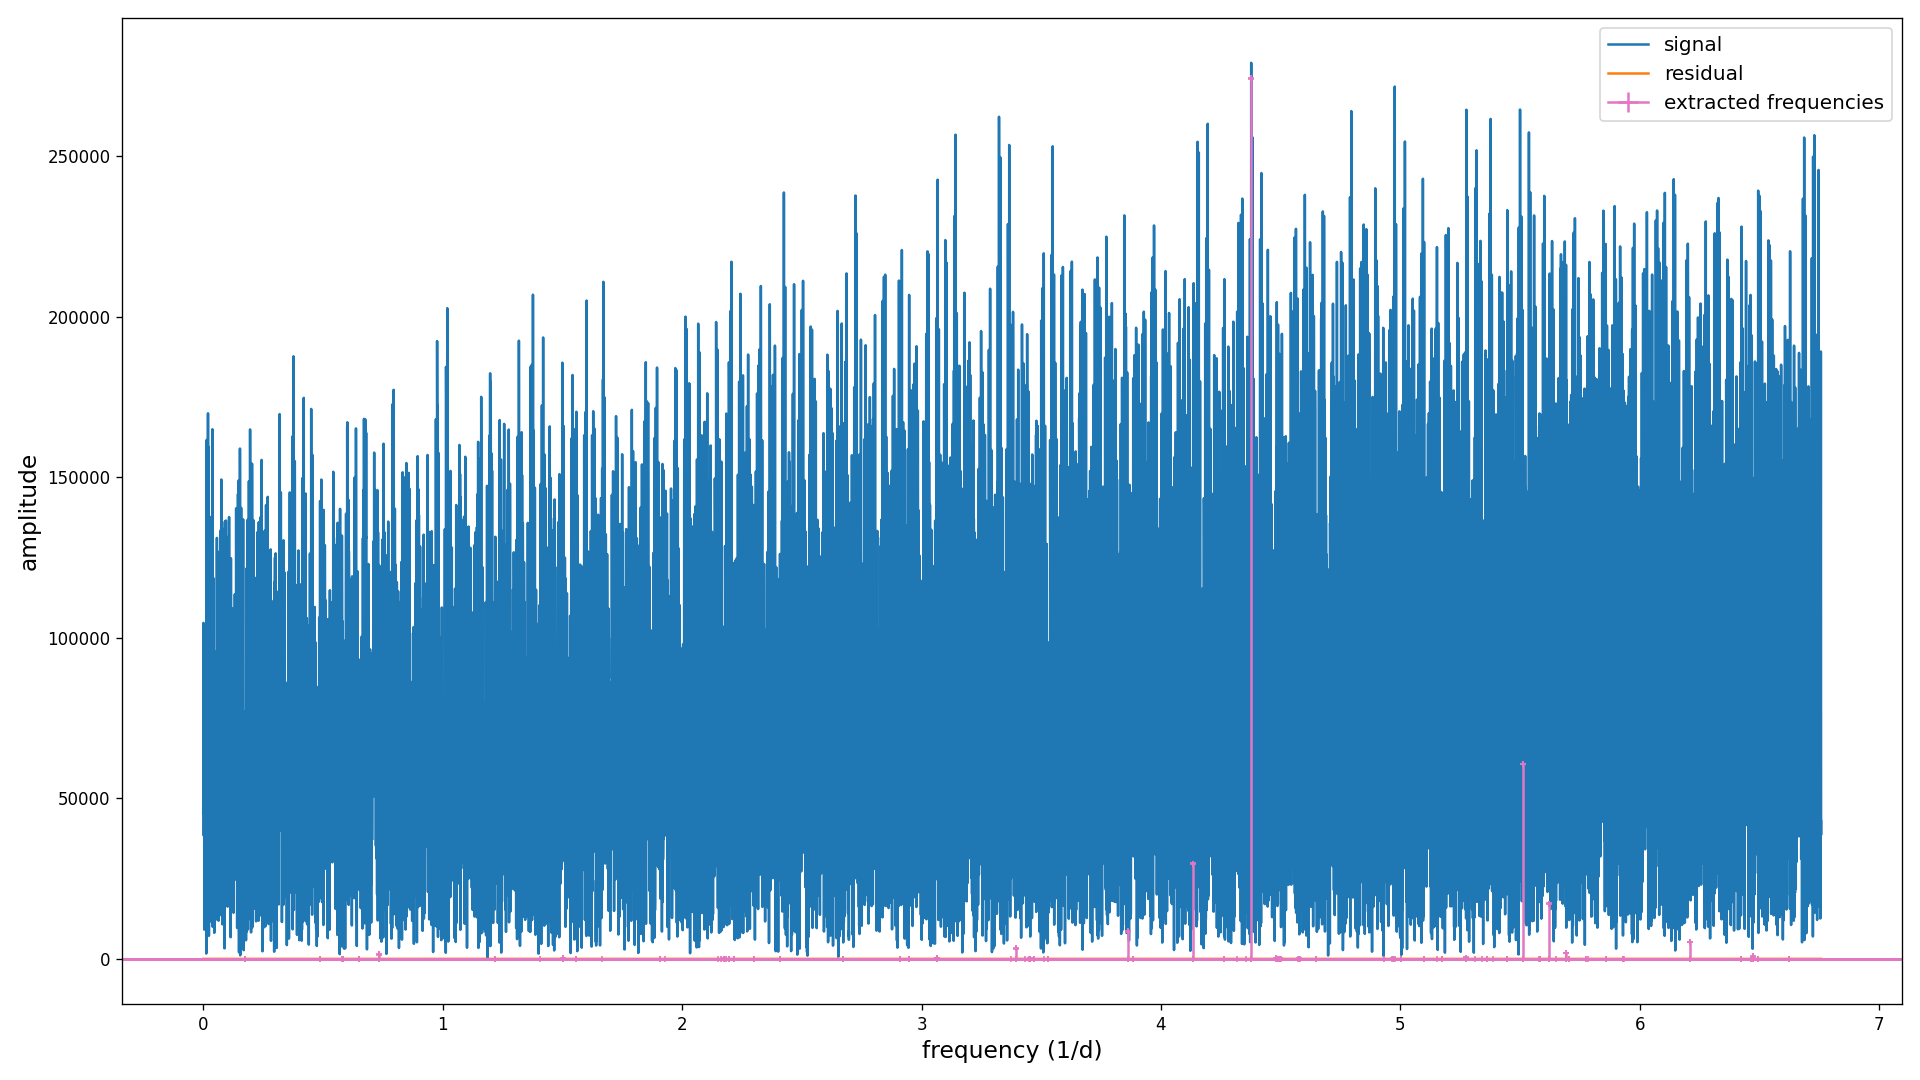 signal
residual
extracted frequencies
amplitude
250000
200000
150000
100000
50000
0
0 1 2 3 4 5 6 7
frequency (1/d)